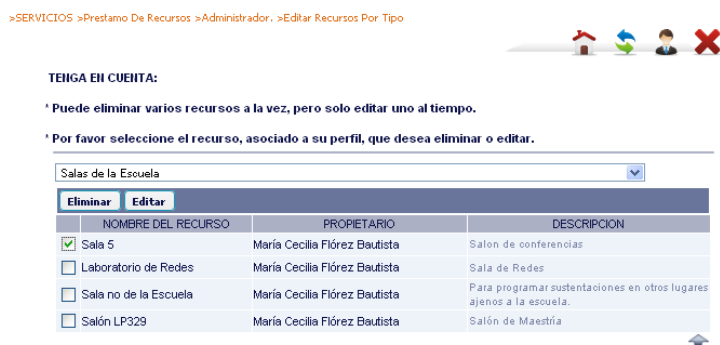 >SERVICIOS >Prestamo De Recursos >Administrador. >Editar Recursos Por Tipo
TENGA EN CUENTA:
* Puede eliminar varios recursos a la vez, pero solo editar uno al tiempo.
* Por favor seleccione el recurso, asociado a su perfil, que desea eliminar o editar.
Salas de la Escuela
Eliminar Editar
NOMBRE DEL RECURSO PROPIETARIO DESCRIPCION
Sala 5 María Cecilia Flórez Bautista Salon de conferencias
Laboratorio de Redes María Cecilia Flórez Bautista Sala de Redes
Sala no de la Escuela María Cecilia Flórez Bautista Para programar sustentaciones en otros lugares
ajenos a la escuela.
Salón LP329 María Cecilia Flórez Bautista Salón de Maestría